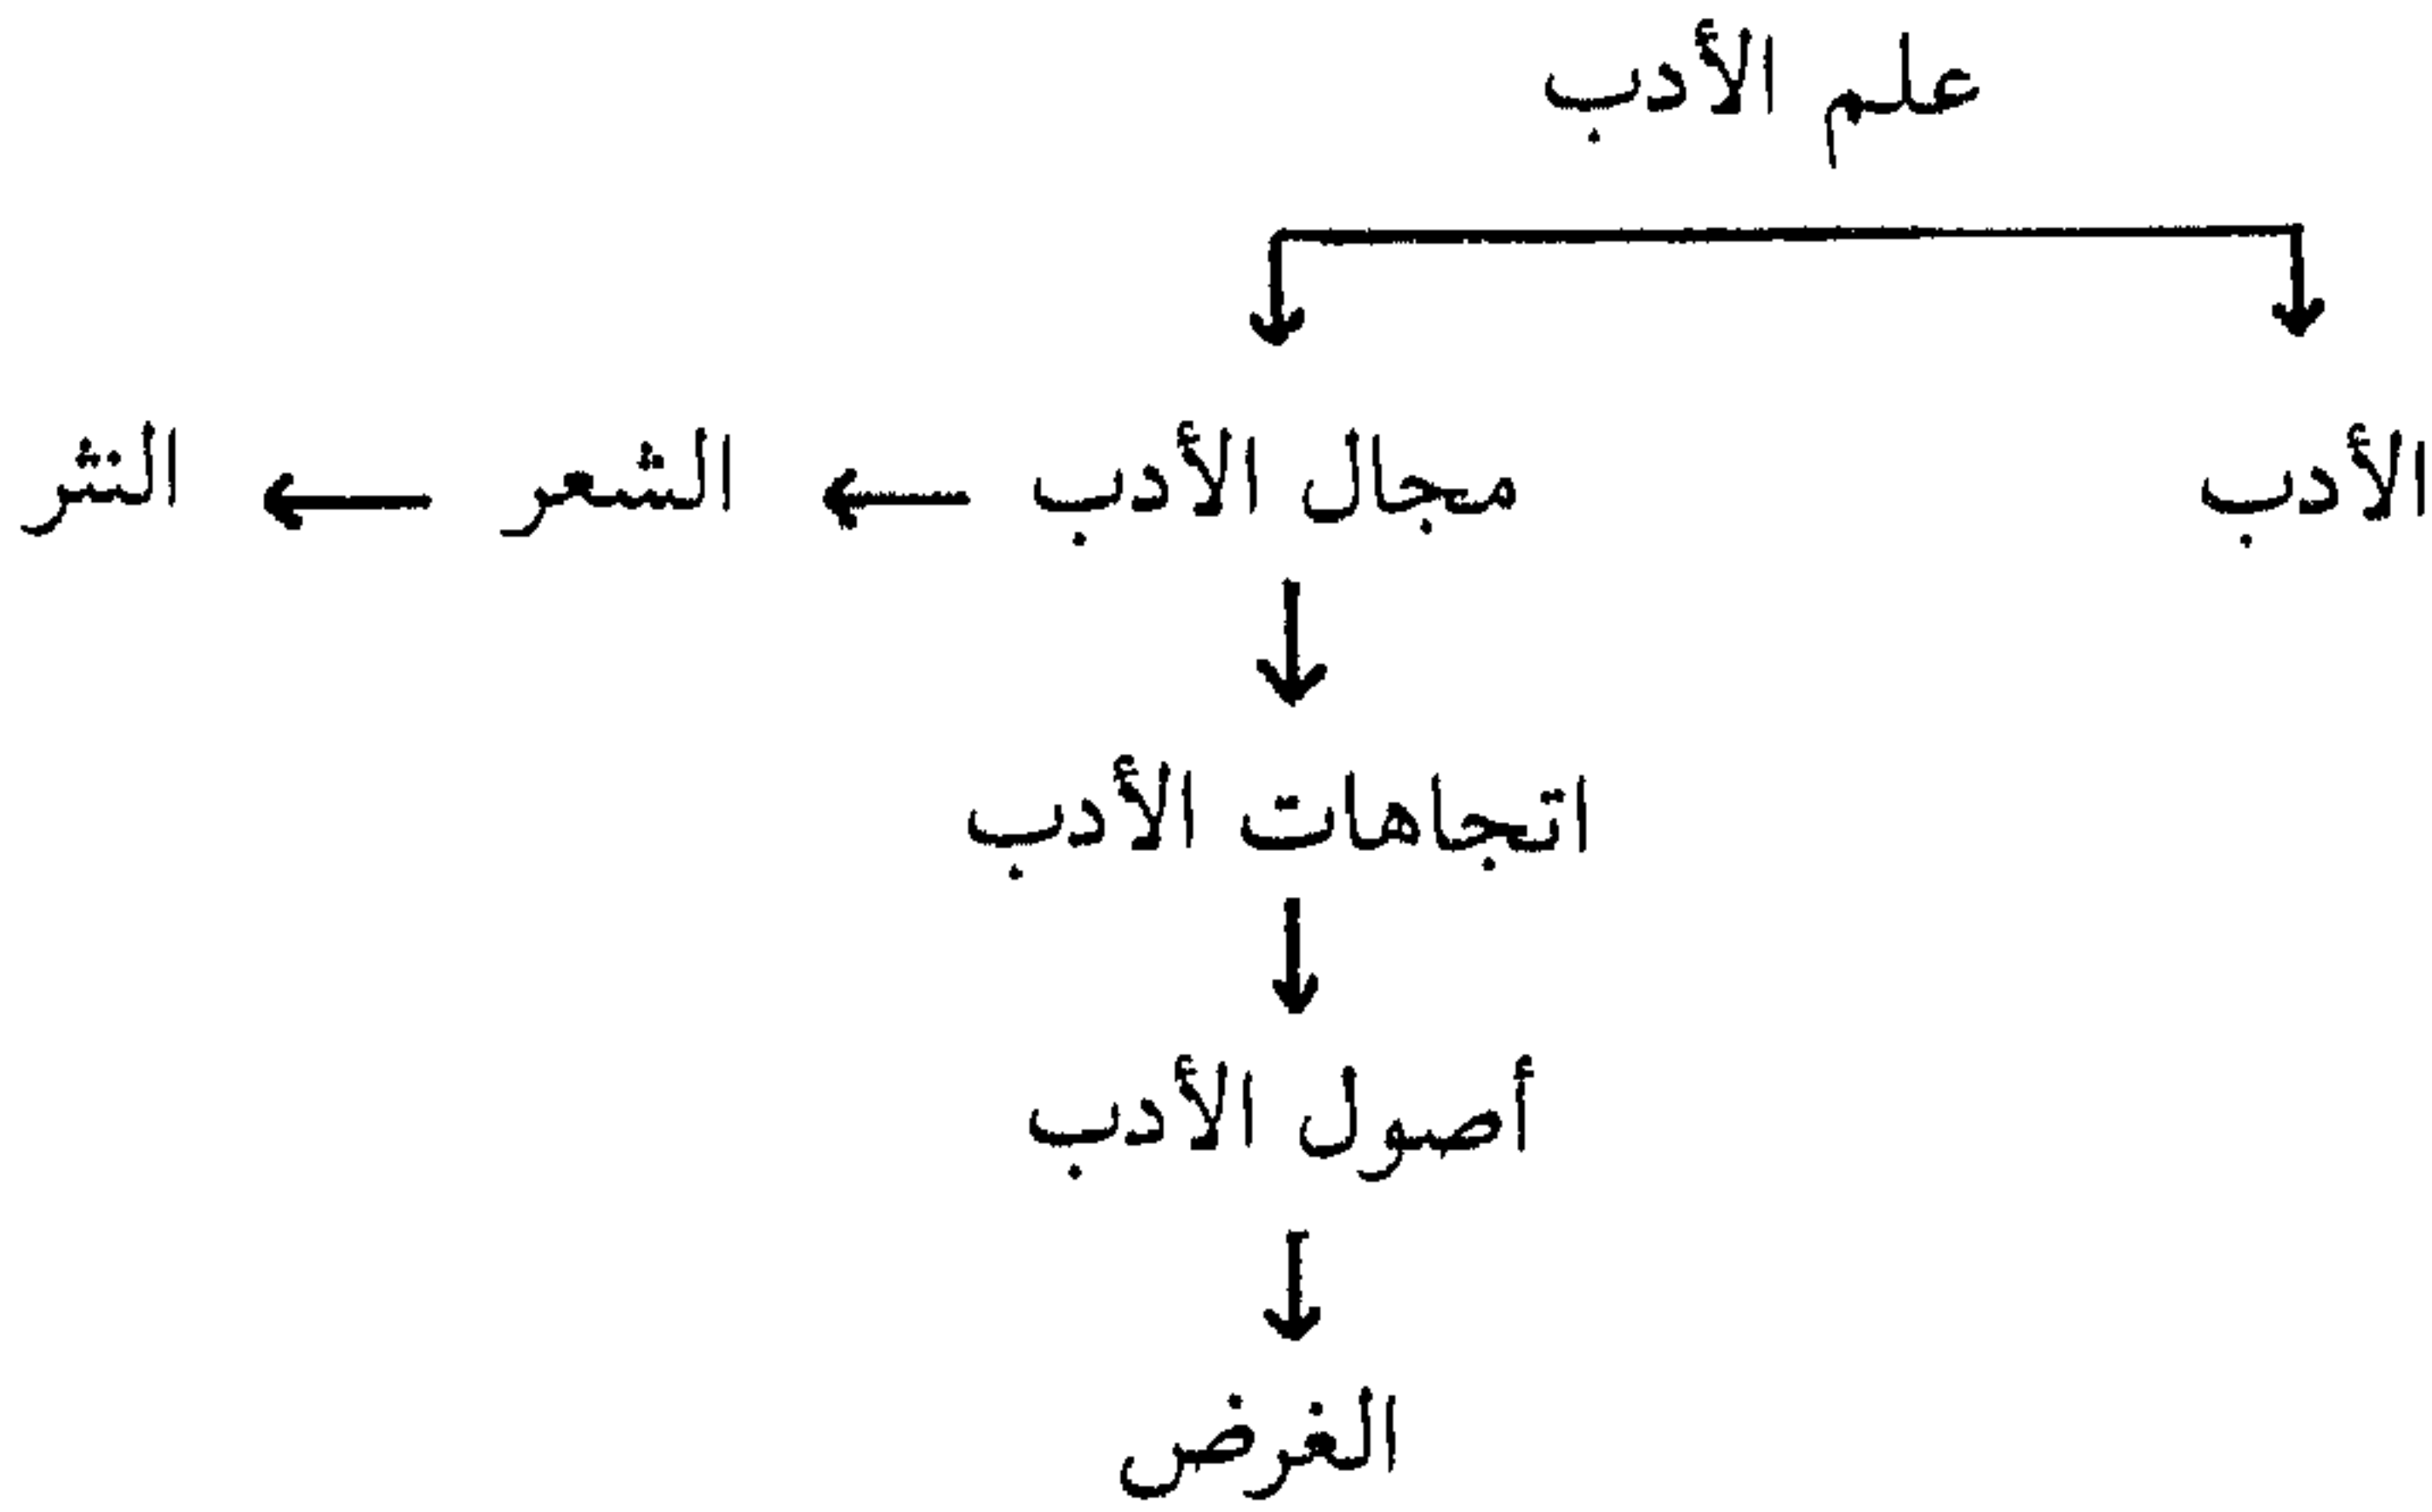 علم الأدب
الأدب مجال الأدب الشعر النثر
اتجاهات الأدب
أصول الأدب
الغرض